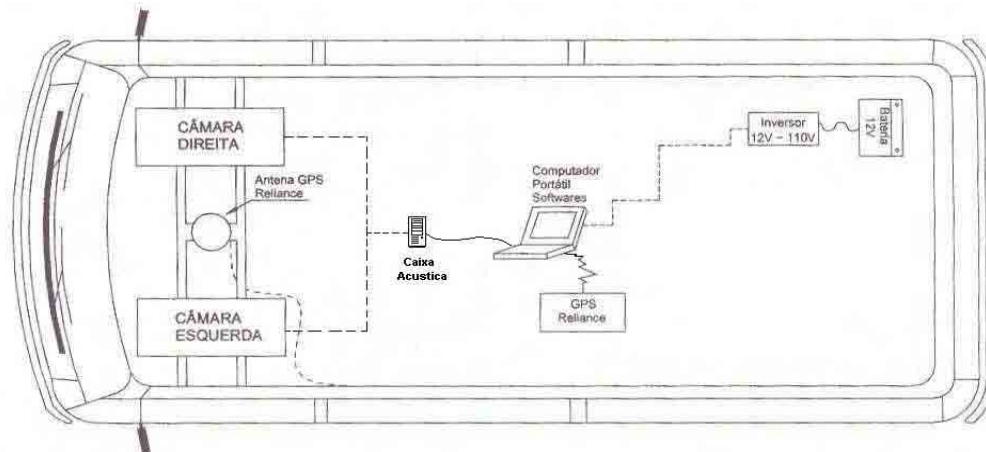 CÂMARA
DIREITA
Antena GPS
Reliance
CÂMARA
ESQUERDA
Caixa
Acustica
Computador
Portátil
Softwares
GPS
Reliance
Inversor
12V - 110V
Bateria
12V